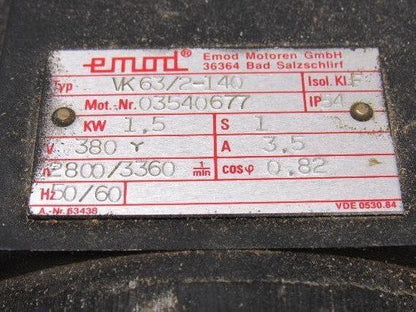 emod® Emod Motoren GmbH
36364 Bad Salzschlirf
Typ VK 63/2-140 Isol. Kl. F
Mot.-Nr. 03540677 IP 54
KW 1,5 S 1
V 380 Y A 3,5
n 2800/3360 1/min cosφ 0,82
Hz 50/60
A.-Nr. 63438 VDE 0530.84